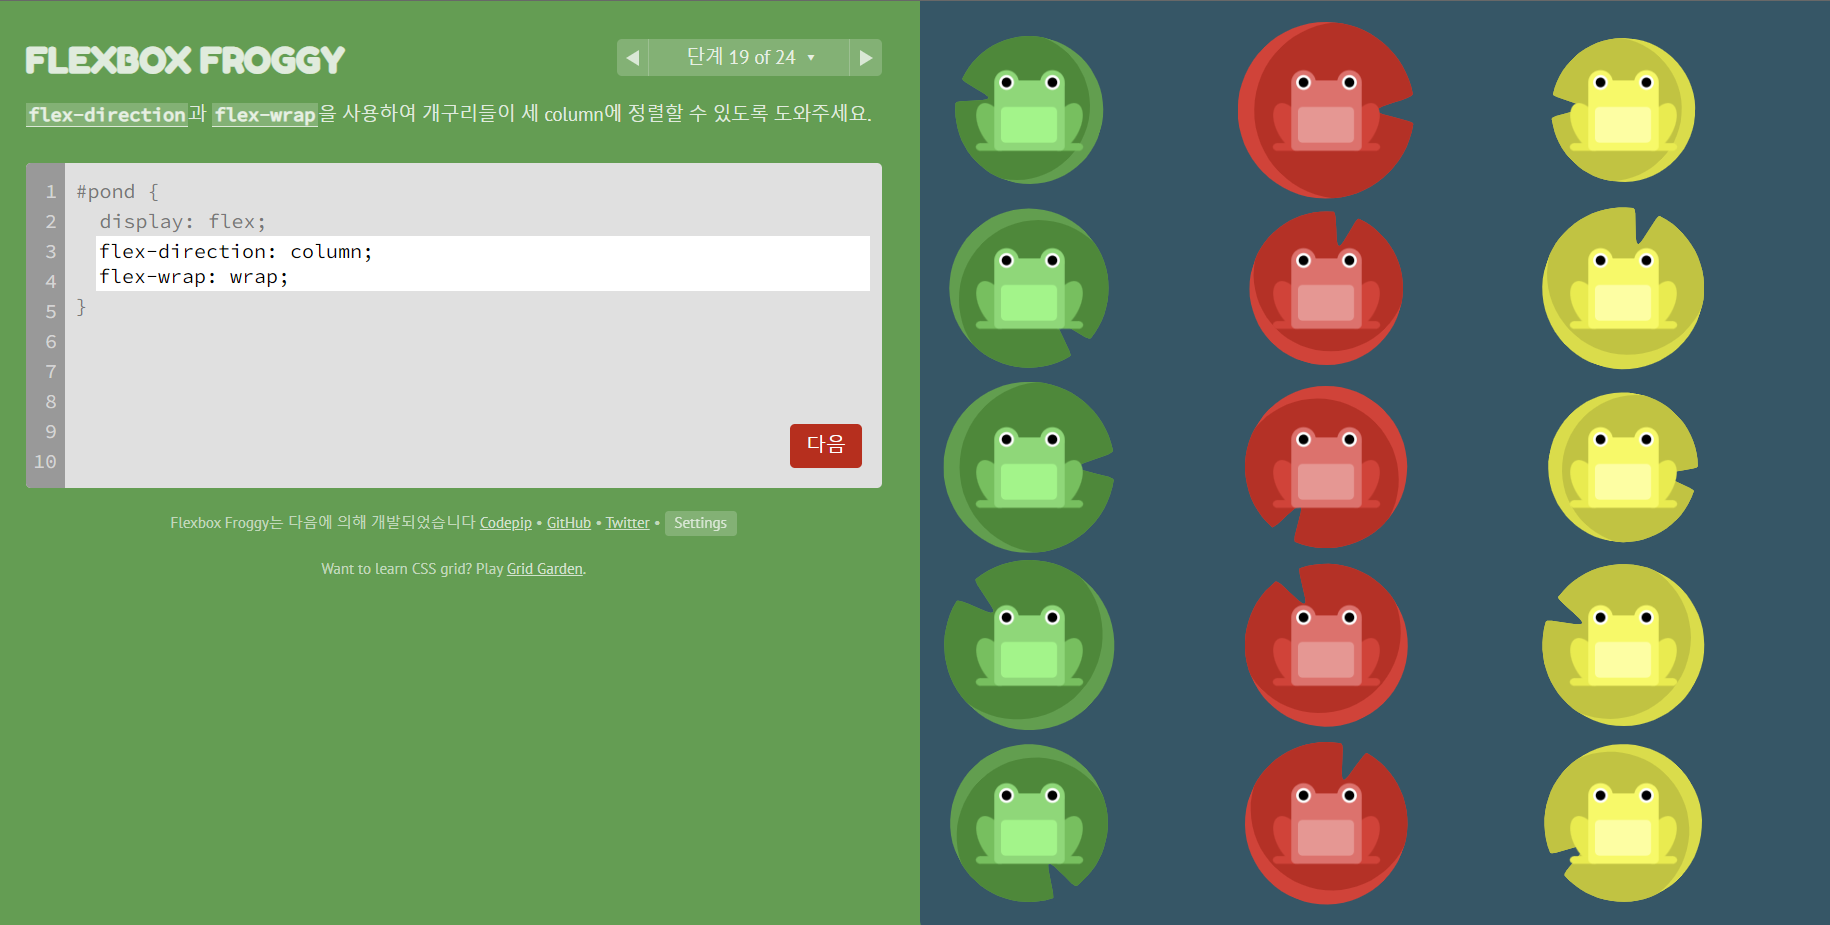 FLEXBOX FROGGY
◀ 단계 19 of 24 ▾ ▶
flex-direction과 flex-wrap을 사용하여 개구리들이 세 column에 정렬할 수 있도록 도와주세요.
1 #pond {
2 display: flex;
3 flex-direction: column;
4 flex-wrap: wrap;
5 }
6
7
8
9
10
다음
Flexbox Froggy는 다음에 의해 개발되었습니다 Codepip • GitHub • Twitter • Settings
Want to learn CSS grid? Play Grid Garden.